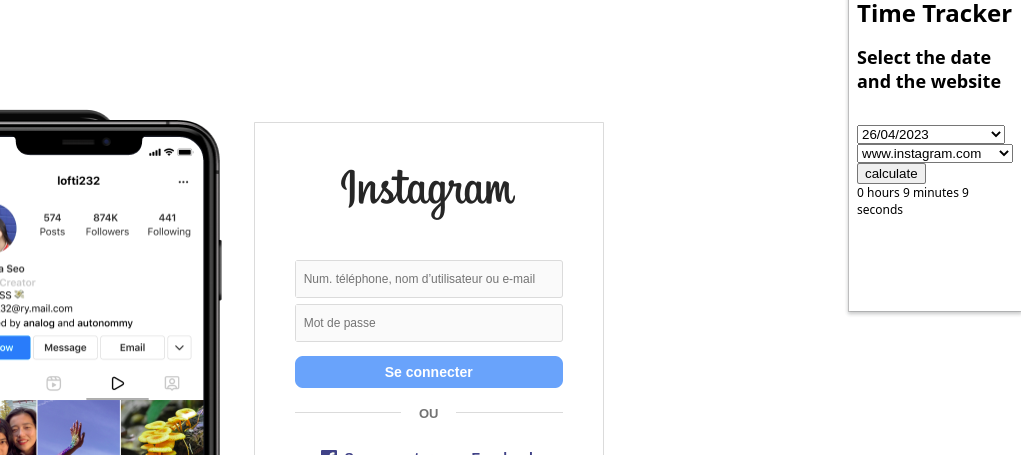 Time Tracker
Select the date
and the website
26/04/2023
www.instagram.com
calculate
0 hours 9 minutes 9
seconds
lofti232
574 874K 441
Posts Followers Following
a Seo
Creator
SS
32@ry.mail.com
d by analog and autonommy
ow Message Email
Instagram
Num. téléphone, nom d’utilisateur ou e-mail
Mot de passe
Se connecter
OU